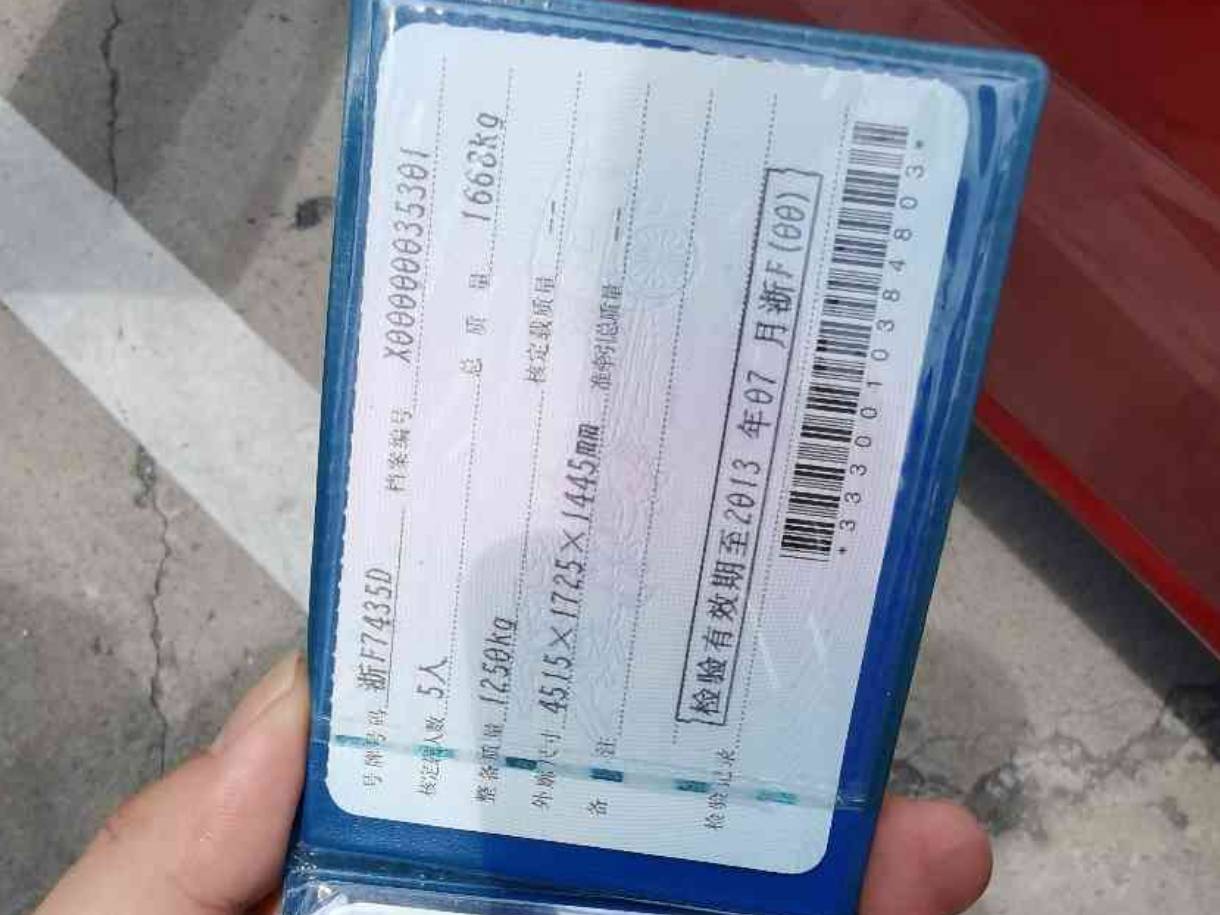 号牌号码 浙F7435D 档案编号 X00000035301
核定载人数 5人 总质量 1668kg
整备质量 1250kg 核定载质量 --
外廓尺寸 4515×1725×1445mm 准牵引总质量 --
备注
检验记录
检验有效期至2013年07月浙F(00)
*3330010384803*